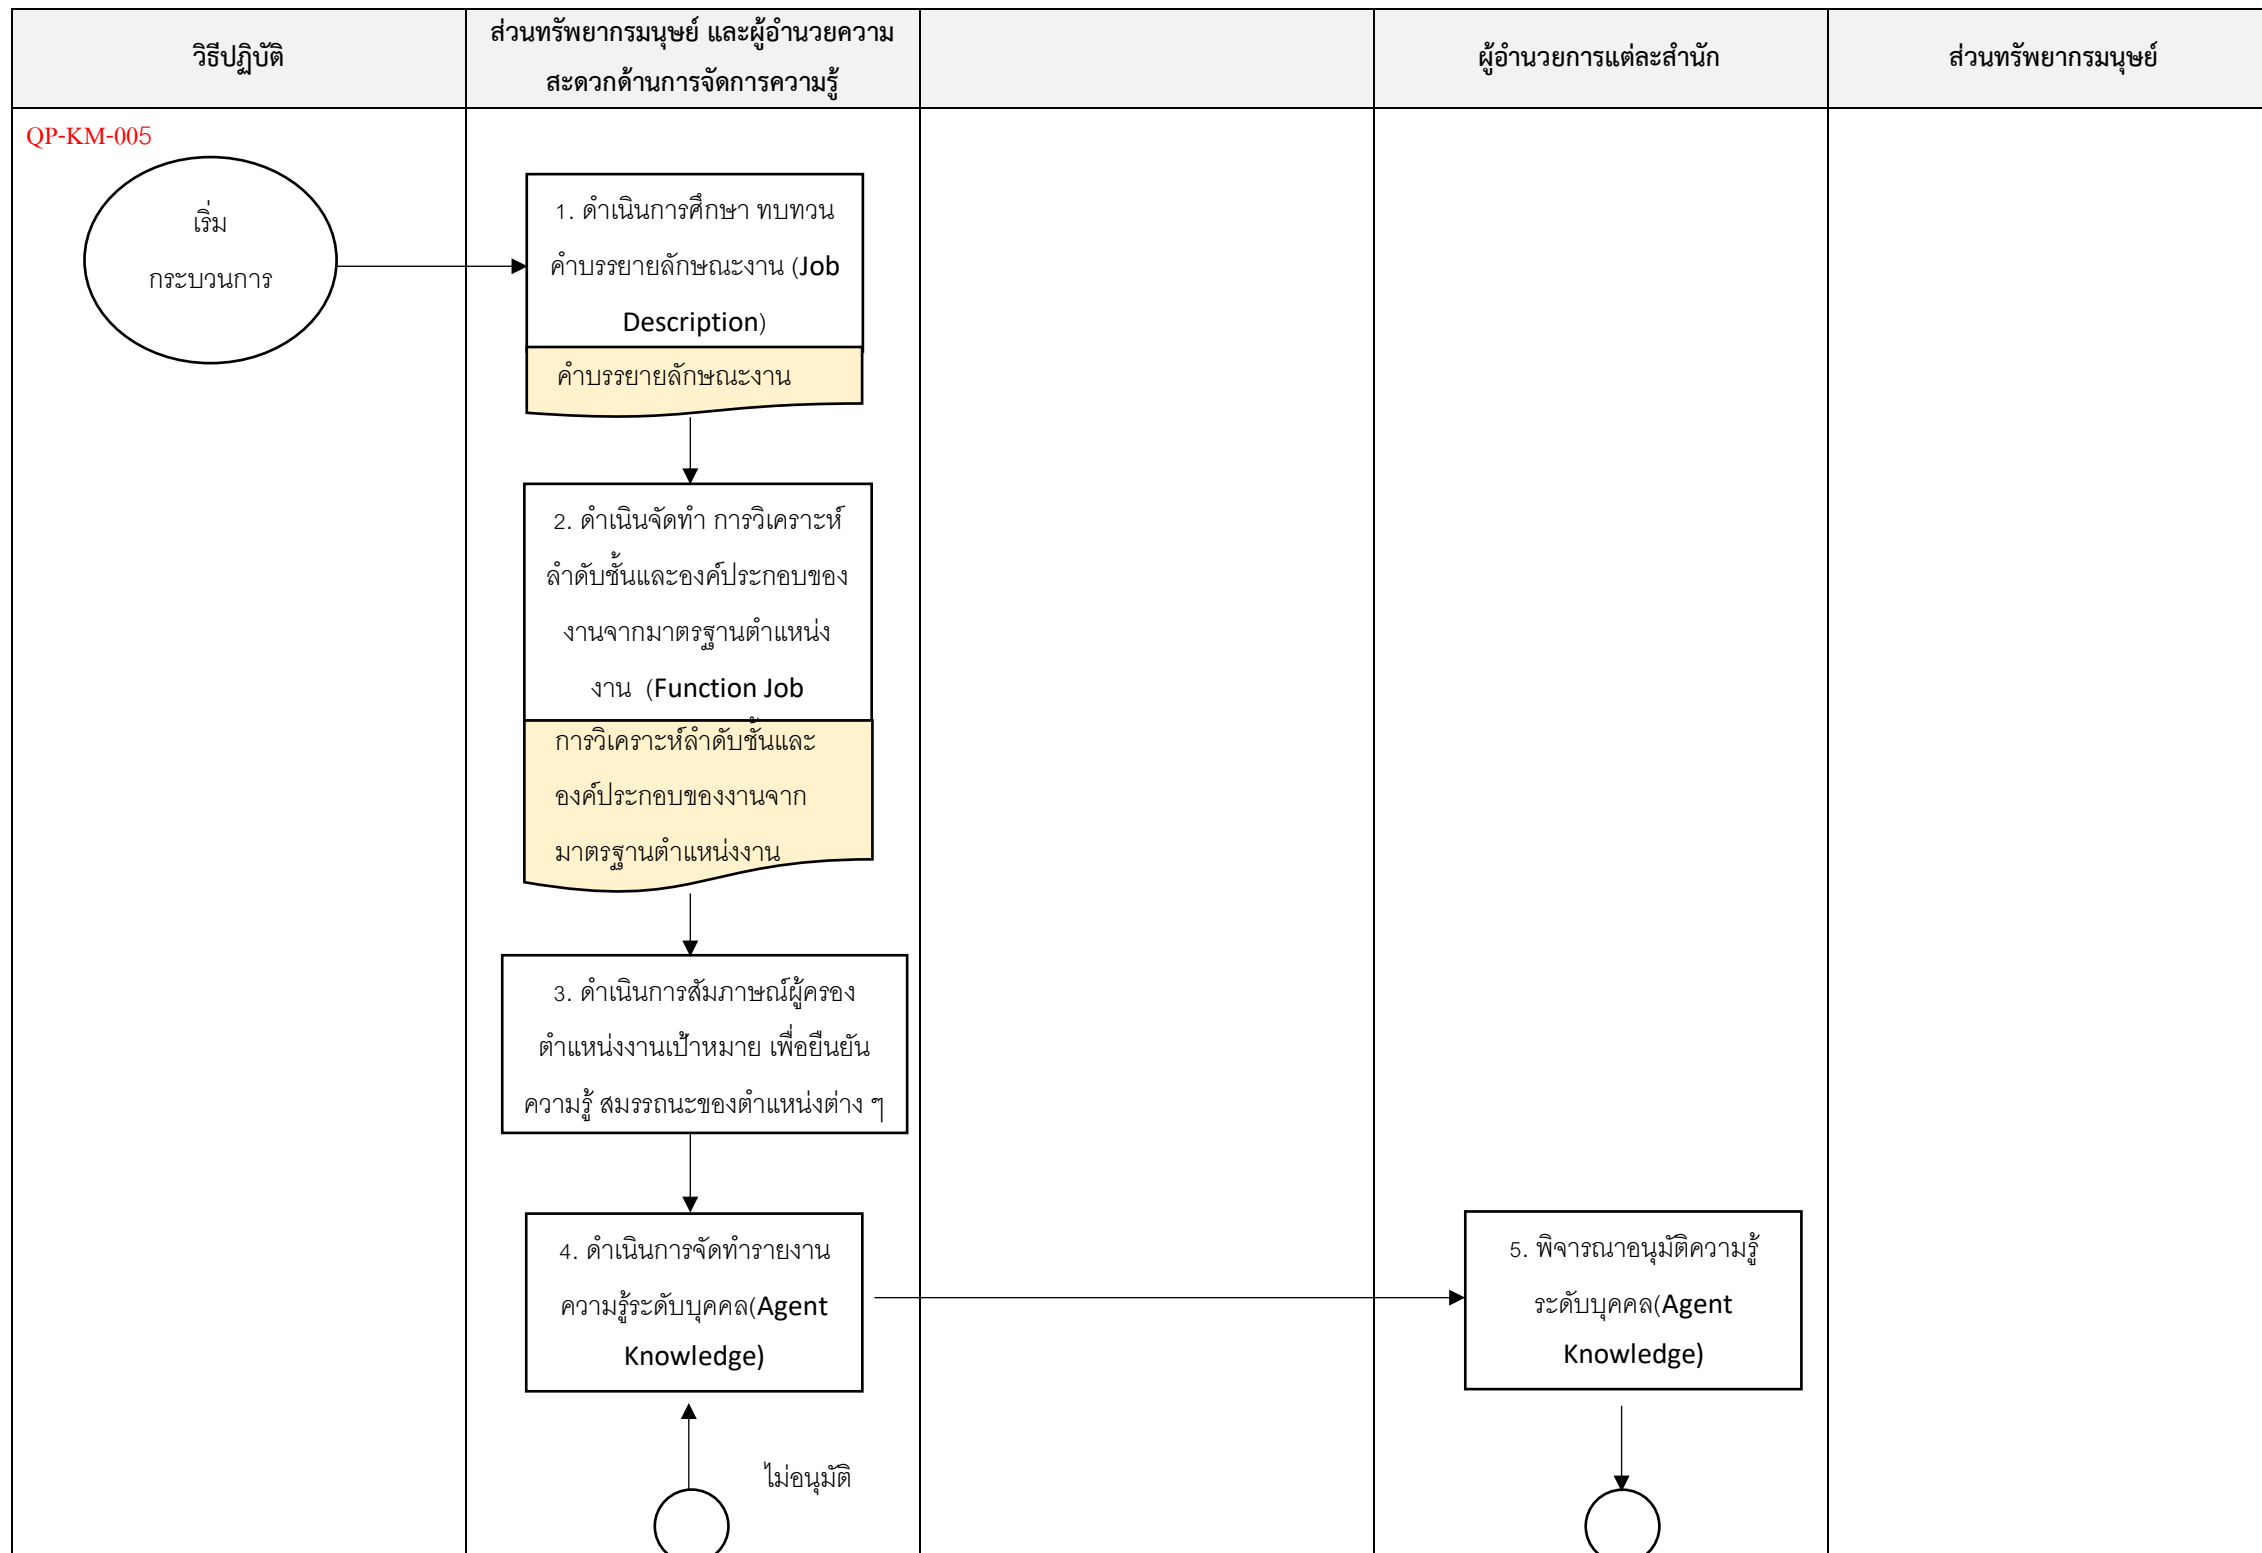 วิธีปฏิบัติ
ส่วนทรัพยากรมนุษย์ และผู้อำนวยความ
สะดวกด้านการจัดการความรู้
ผู้อำนวยการแต่ละสำนัก
ส่วนทรัพยากรมนุษย์
QP-KM-005
เริ่ม
กระบวนการ
1. ดำเนินการศึกษา ทบทวน
คำบรรยายลักษณะงาน (Job
Description)
คำบรรยายลักษณะงาน
2. ดำเนินจัดทำ การวิเคราะห์
ลำดับชั้นและองค์ประกอบของ
งานจากมาตรฐานตำแหน่ง
งาน (Function Job
การวิเคราะห์ลำดับชั้นและ
องค์ประกอบของงานจาก
มาตรฐานตำแหน่งงาน
3. ดำเนินการสัมภาษณ์ผู้ครอง
ตำแหน่งงานเป้าหมาย เพื่อยืนยัน
ความรู้ สมรรถนะของตำแหน่งต่าง ๆ
4. ดำเนินการจัดทำรายงาน
ความรู้ระดับบุคคล(Agent
Knowledge)
5. พิจารณาอนุมัติความรู้
ระดับบุคคล(Agent
Knowledge)
ไม่อนุมัติ